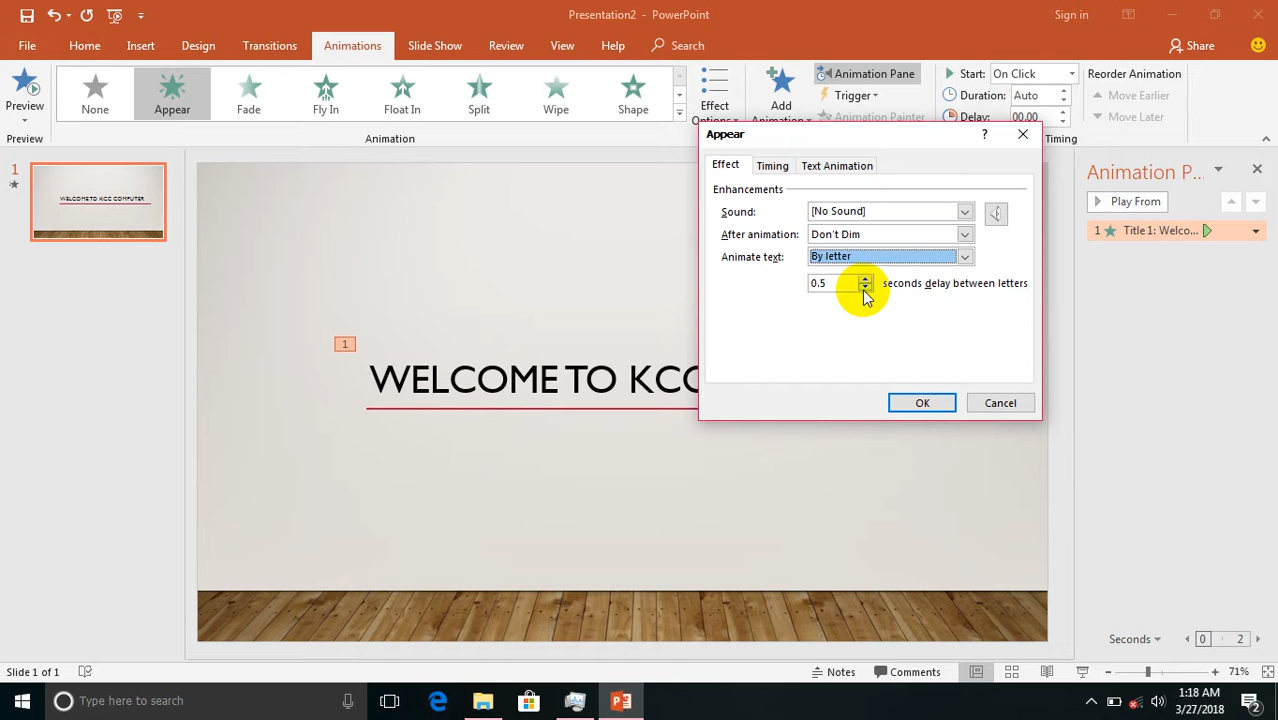 Presentation2 - PowerPoint
Sign in
File
Home
Insert
Design
Transitions
Animations
Slide Show
Review
View
Help
Search
Share
Preview
Preview
None
Appear
Fade
Fly In
Float In
Split
Wipe
Shape
Animation
Effect
Options
Add
Animation
Animation Pane
Trigger
Animation Painter
Start: On Click
Duration: Auto
Delay: 00.00
Timing
Reorder Animation
Move Earlier
Move Later
1
WELCOME TO KCC COMPUTER
1
WELCOME TO KCC
Appear
?
Effect
Timing
Text Animation
Enhancements
Sound: [No Sound]
After animation: Don't Dim
Animate text: By letter
0.5 seconds delay between letters
OK
Cancel
Animation P...
Play From
1 Title 1: Welco...
Seconds
0
2
Slide 1 of 1
Notes
Comments
71%
Type here to search
1:18 AM
3/27/2018
2